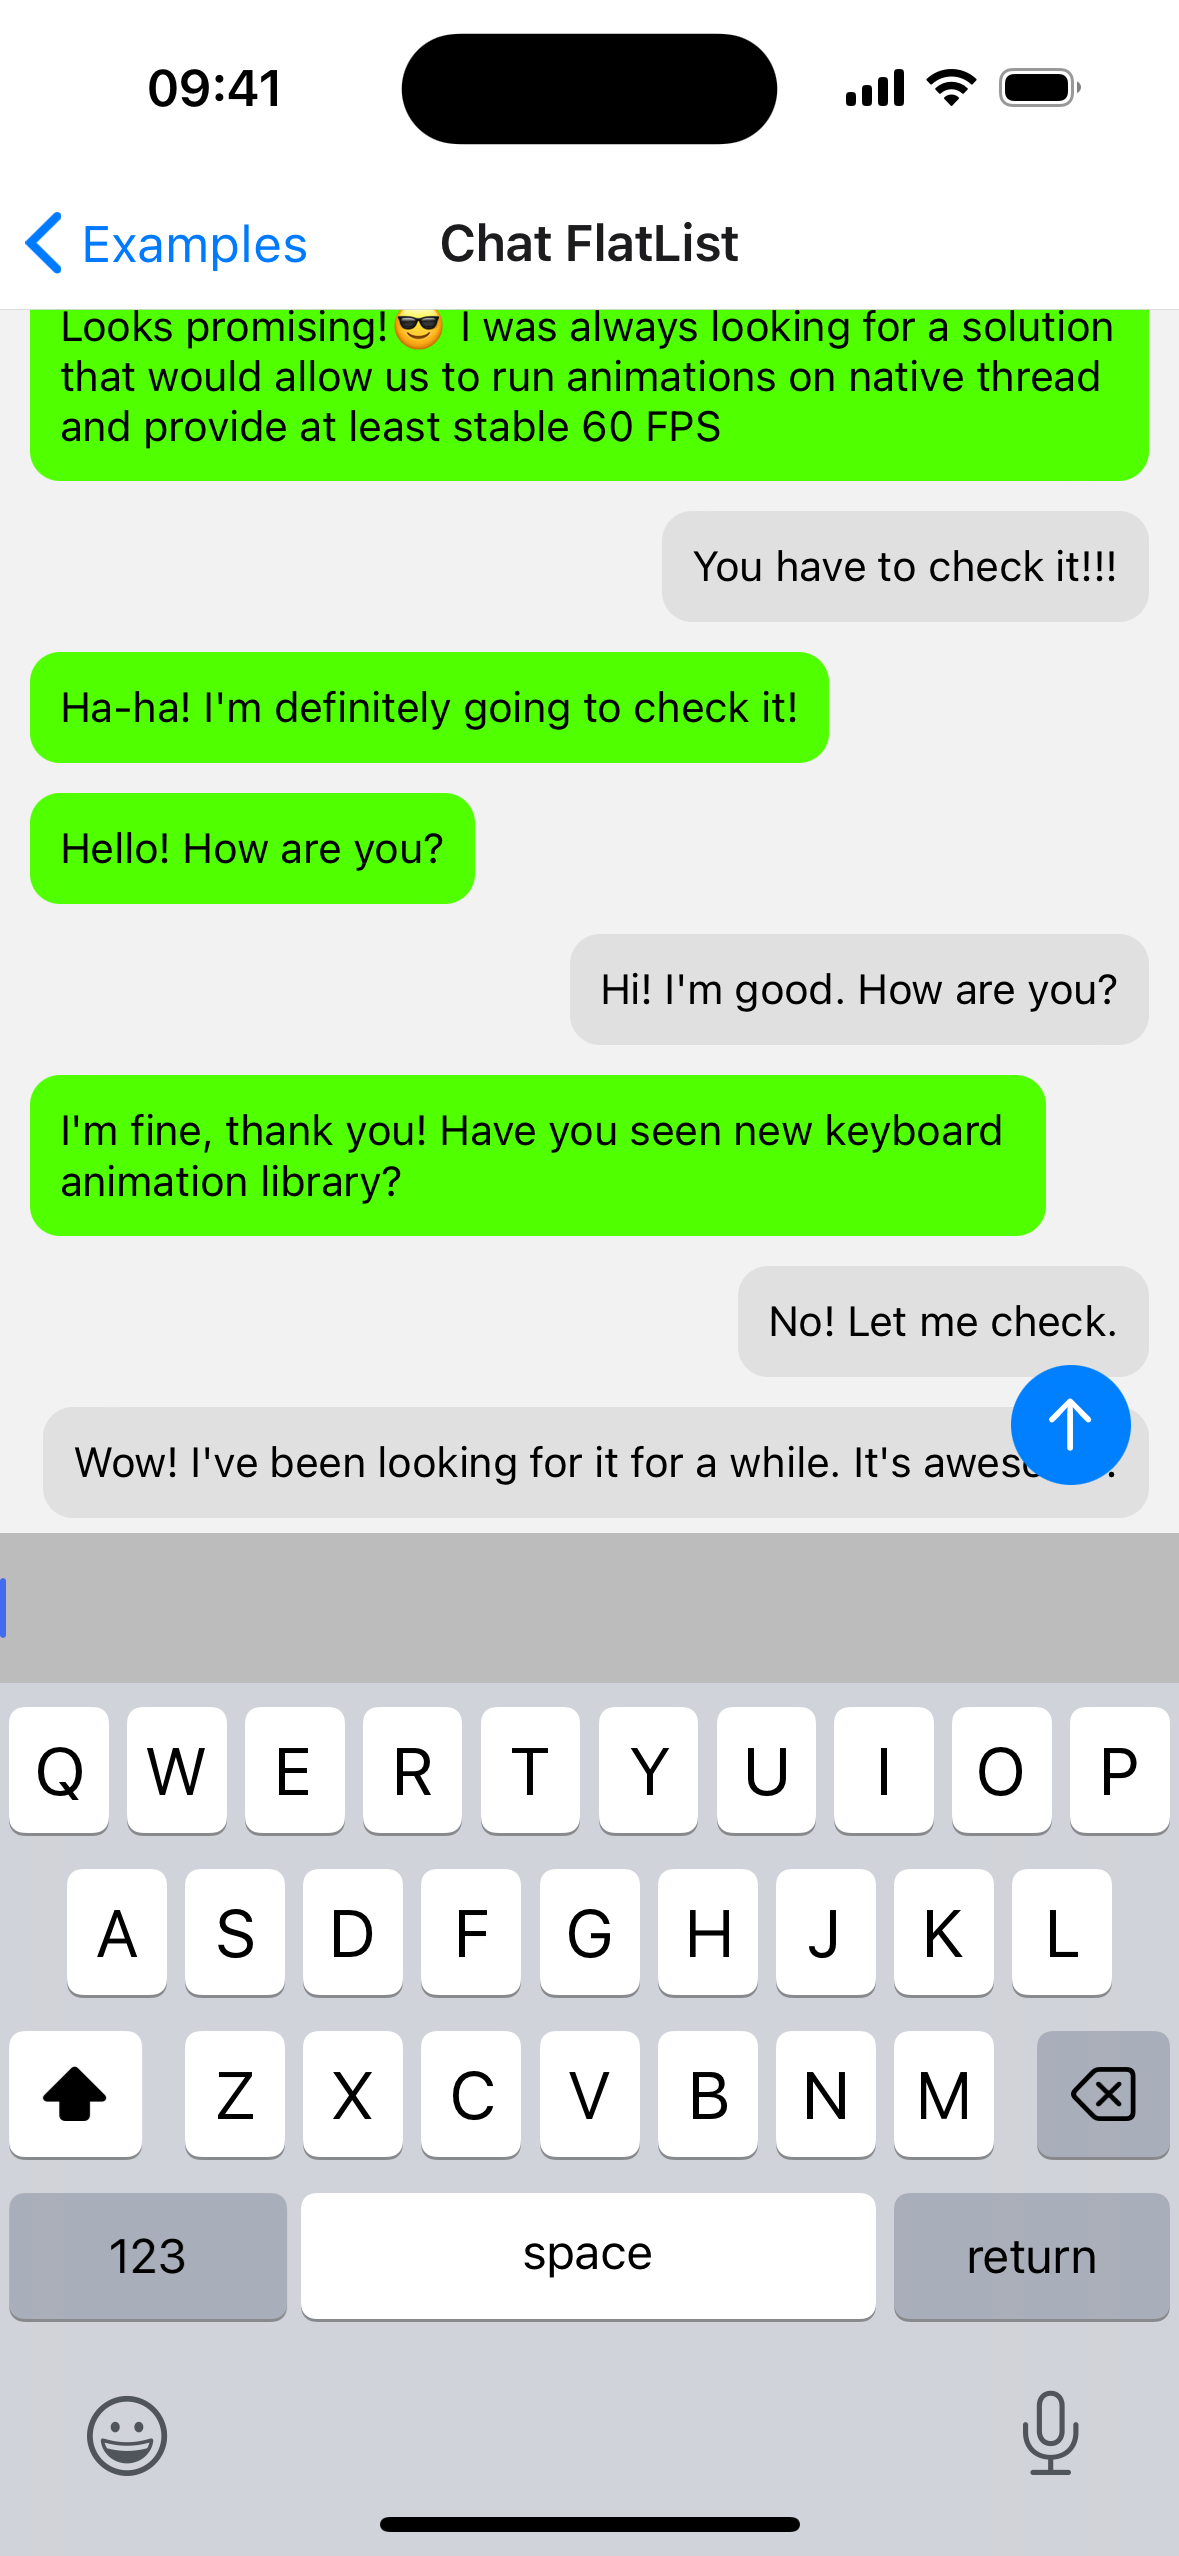 09:41
Examples
Chat FlatList
Looks promising!😎 I was always looking for a solution
that would allow us to run animations on native thread
and provide at least stable 60 FPS
You have to check it!!!
Ha-ha! I'm definitely going to check it!
Hello! How are you?
Hi! I'm good. How are you?
I'm fine, thank you! Have you seen new keyboard
animation library?
No! Let me check.
Wow! I've been looking for it for a while. It's
Q W E R T Y U I O P
A S D F G H J K L
Z X C V B N M
123 space return